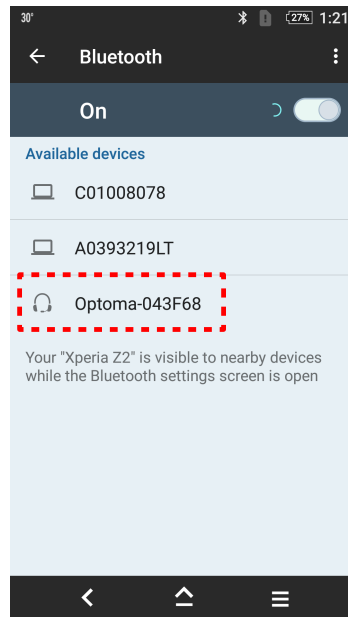 30° 27% 1:21
Bluetooth
On
Available devices
C01008078
A0393219LT
Optoma-043F68
Your "Xperia Z2" is visible to nearby devices
while the Bluetooth settings screen is open